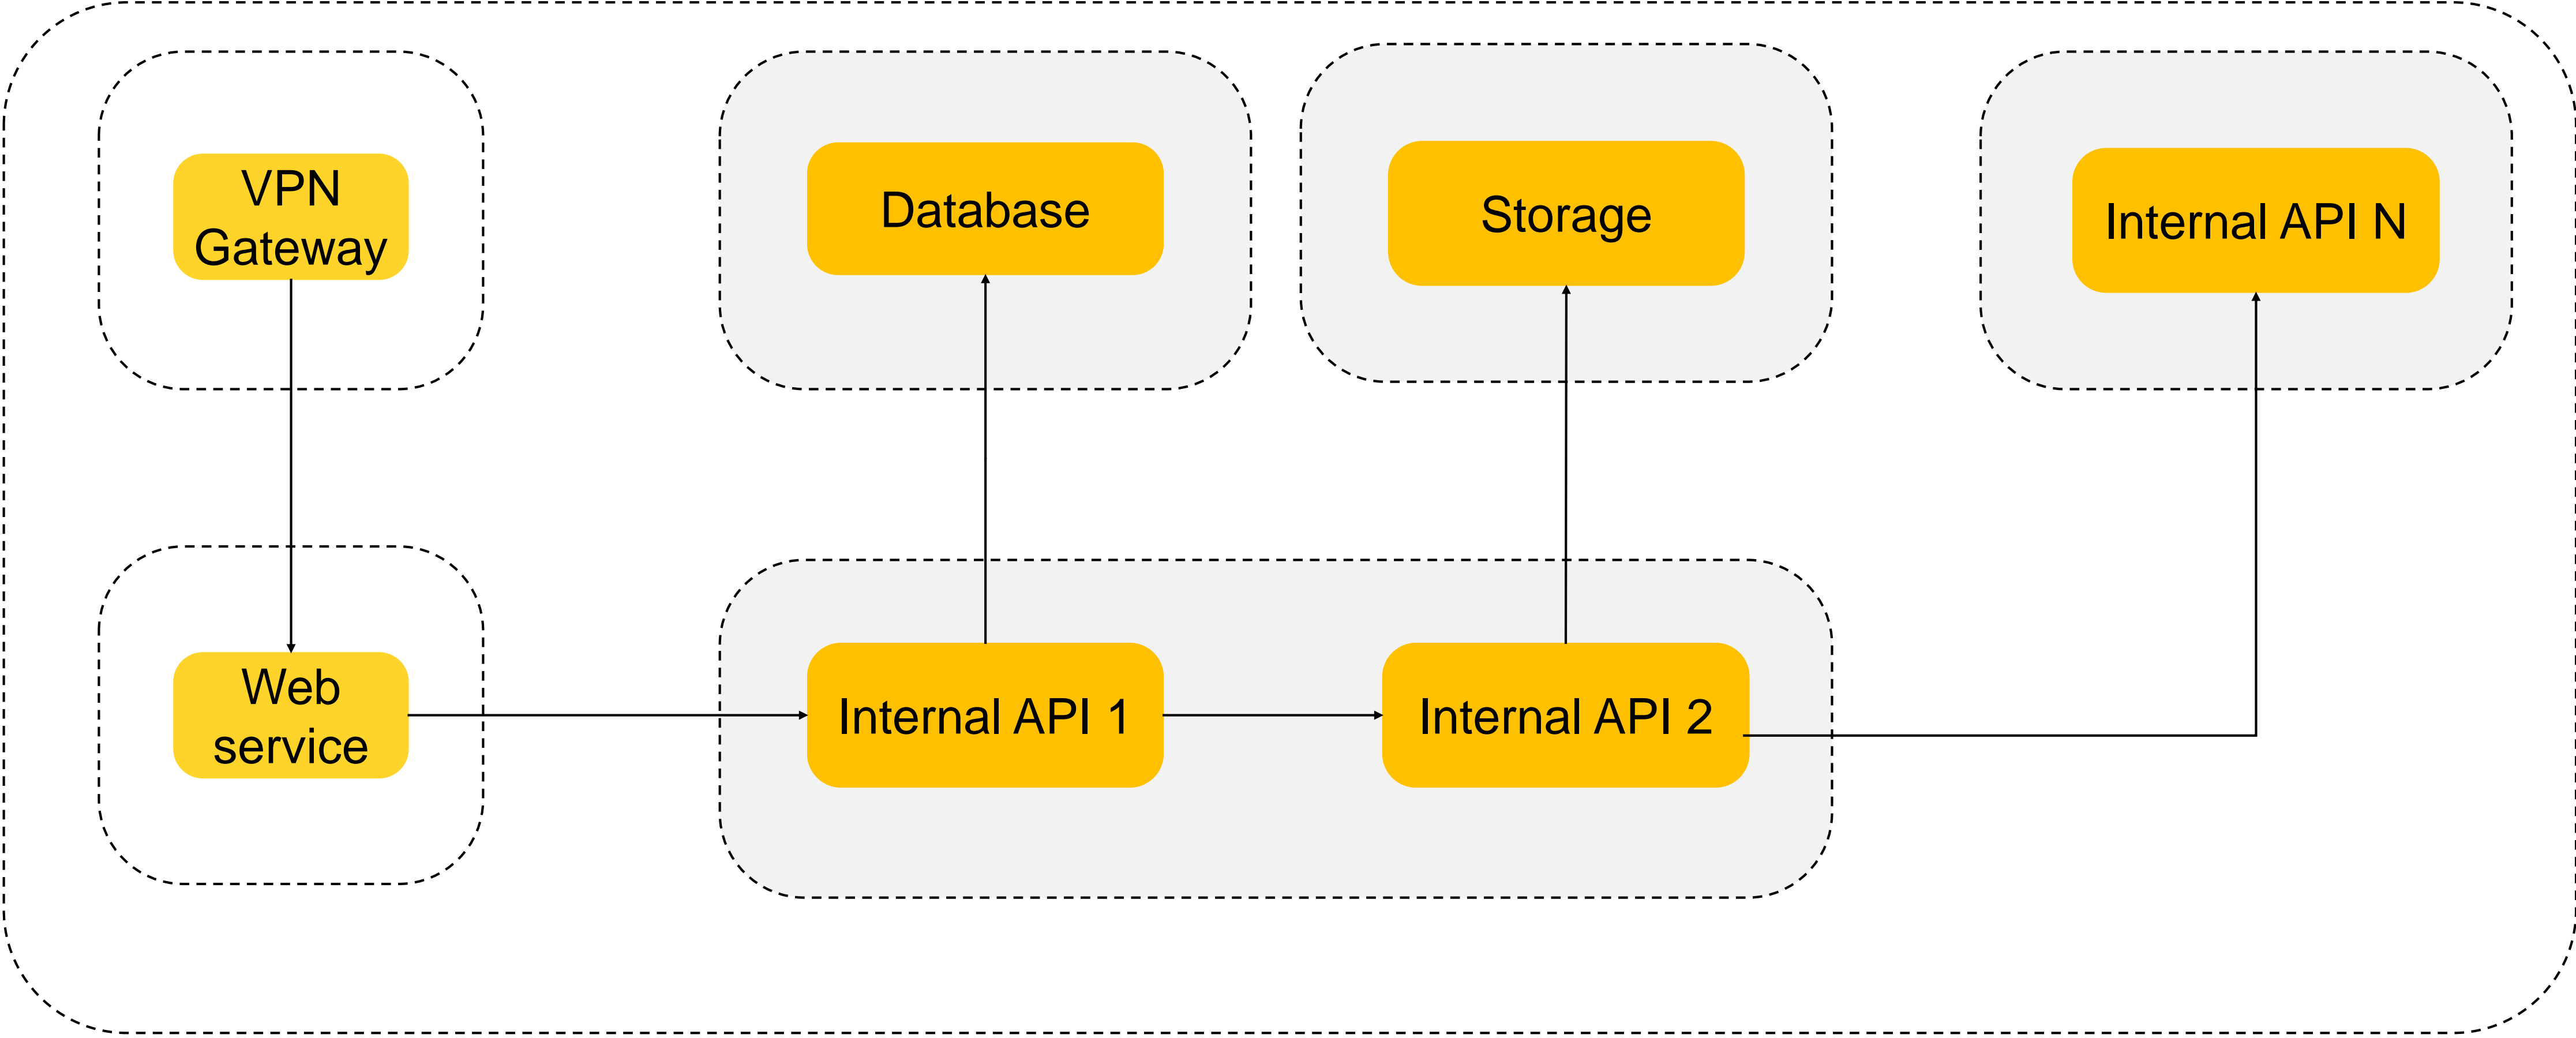 VPN
Gateway
Database
Storage
Internal API N
Web
service
Internal API 1
Internal API 2